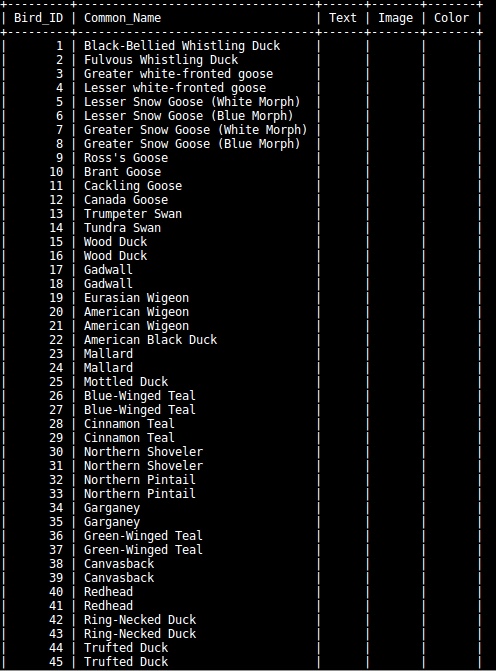 +---------+----------------------------------+------+-------+-------+
| Bird_ID | Common_Name                      | Text | Image | Color |
+---------+----------------------------------+------+-------+-------+
|       1 | Black-Bellied Whistling Duck     |      |       |       |
|       2 | Fulvous Whistling Duck           |      |       |       |
|       3 | Greater white-fronted goose      |      |       |       |
|       4 | Lesser white-fronted goose       |      |       |       |
|       5 | Lesser Snow Goose (White Morph)  |      |       |       |
|       6 | Lesser Snow Goose (Blue Morph)   |      |       |       |
|       7 | Greater Snow Goose (White Morph) |      |       |       |
|       8 | Greater Snow Goose (Blue Morph)  |      |       |       |
|       9 | Ross's Goose                     |      |       |       |
|      10 | Brant Goose                      |      |       |       |
|      11 | Cackling Goose                   |      |       |       |
|      12 | Canada Goose                     |      |       |       |
|      13 | Trumpeter Swan                   |      |       |       |
|      14 | Tundra Swan                      |      |       |       |
|      15 | Wood Duck                        |      |       |       |
|      16 | Wood Duck                        |      |       |       |
|      17 | Gadwall                          |      |       |       |
|      18 | Gadwall                          |      |       |       |
|      19 | Eurasian Wigeon                  |      |       |       |
|      20 | American Wigeon                  |      |       |       |
|      21 | American Wigeon                  |      |       |       |
|      22 | American Black Duck              |      |       |       |
|      23 | Mallard                          |      |       |       |
|      24 | Mallard                          |      |       |       |
|      25 | Mottled Duck                     |      |       |       |
|      26 | Blue-Winged Teal                 |      |       |       |
|      27 | Blue-Winged Teal                 |      |       |       |
|      28 | Cinnamon Teal                    |      |       |       |
|      29 | Cinnamon Teal                    |      |       |       |
|      30 | Northern Shoveler                |      |       |       |
|      31 | Northern Shoveler                |      |       |       |
|      32 | Northern Pintail                 |      |       |       |
|      33 | Northern Pintail                 |      |       |       |
|      34 | Garganey                         |      |       |       |
|      35 | Garganey                         |      |       |       |
|      36 | Green-Winged Teal                |      |       |       |
|      37 | Green-Winged Teal                |      |       |       |
|      38 | Canvasback                       |      |       |       |
|      39 | Canvasback                       |      |       |       |
|      40 | Redhead                          |      |       |       |
|      41 | Redhead                          |      |       |       |
|      42 | Ring-Necked Duck                 |      |       |       |
|      43 | Ring-Necked Duck                 |      |       |       |
|      44 | Trufted Duck                     |      |       |       |
|      45 | Trufted Duck                     |      |       |       |